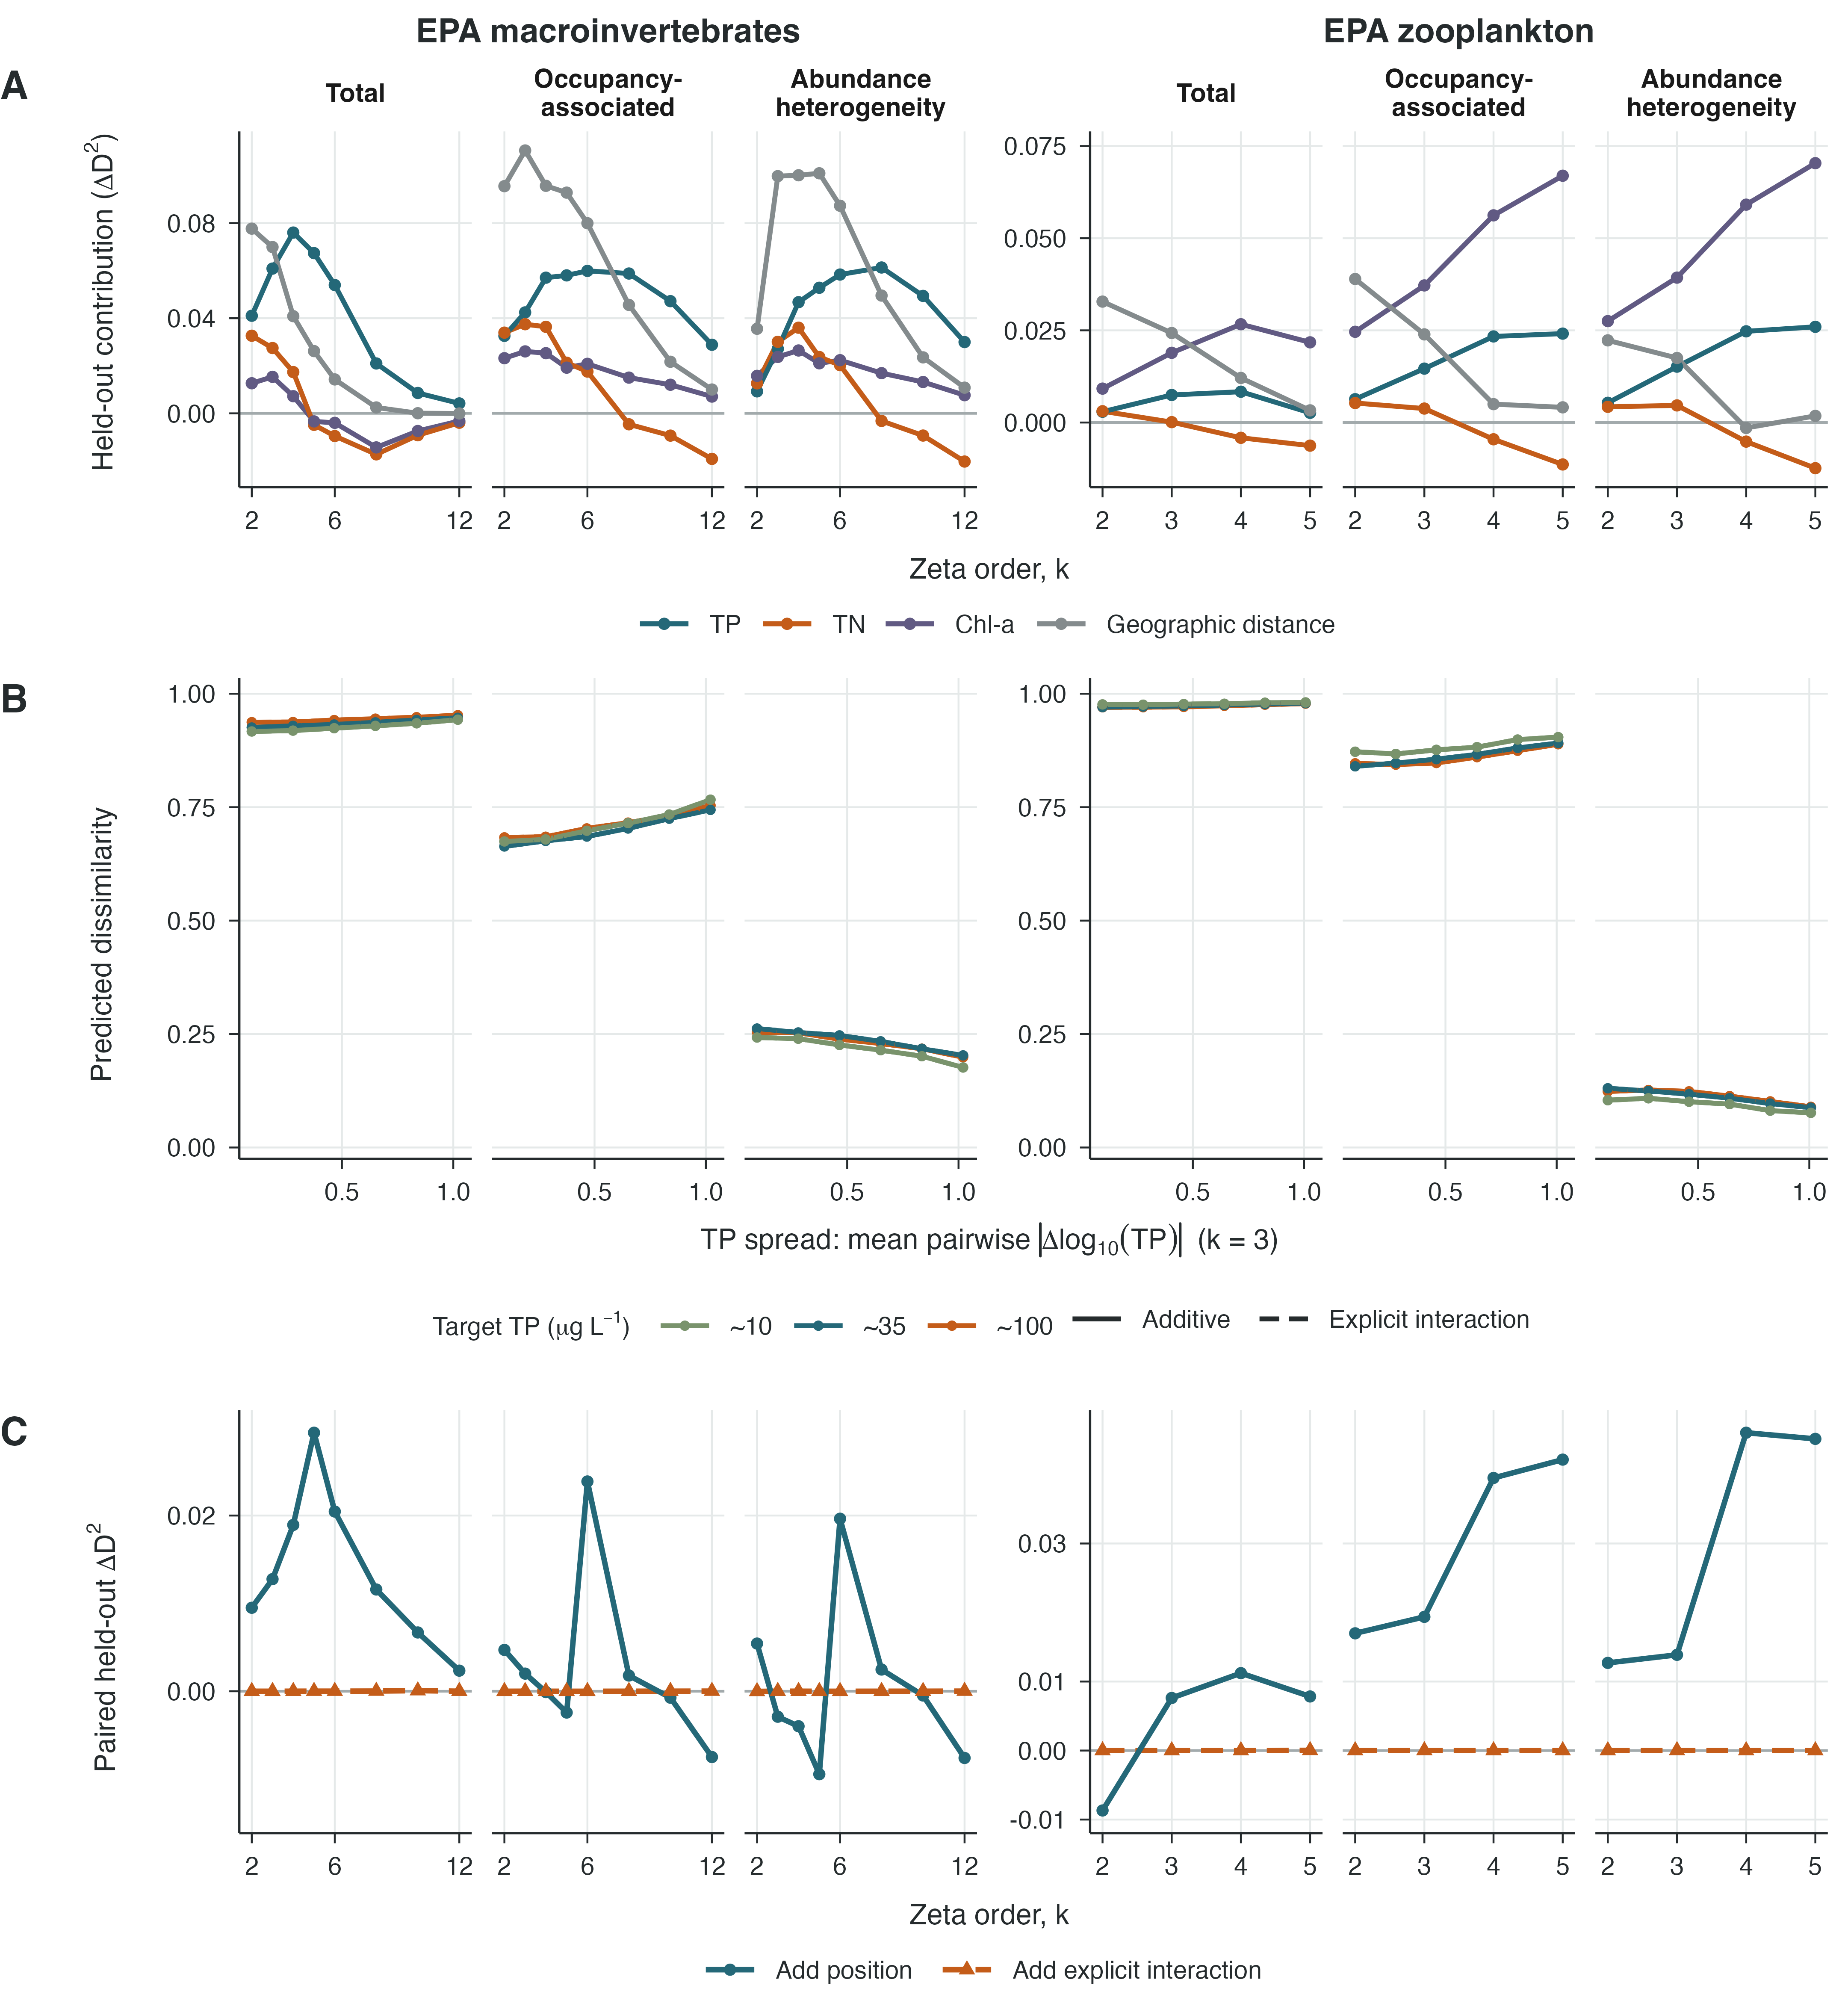 EPA macroinvertebrates
EPA zooplankton
A
Total
Occupancy-
associated
Abundance
heterogeneity
Total
Occupancy-
associated
Abundance
heterogeneity
Held-out contribution (ΔD²)
0.08
0.04
0.00
0.075
0.050
0.025
0.000
2 6 12
2 6 12
2 6 12
2 3 4 5
2 3 4 5
2 3 4 5
Zeta order, k
TP TN Chl-a Geographic distance
B
Predicted dissimilarity
1.00
0.75
0.50
0.25
0.00
1.00
0.75
0.50
0.25
0.00
0.5 1.0
0.5 1.0
0.5 1.0
0.5 1.0
0.5 1.0
0.5 1.0
TP spread: mean pairwise |Δlog₁₀(TP)| (k = 3)
Target TP (μg L⁻¹) ~10 ~35 ~100 Additive Explicit interaction
C
Paired held-out ΔD²
0.02
0.00
0.03
0.01
0.00
-0.01
2 6 12
2 6 12
2 6 12
2 3 4 5
2 3 4 5
2 3 4 5
Zeta order, k
Add position Add explicit interaction